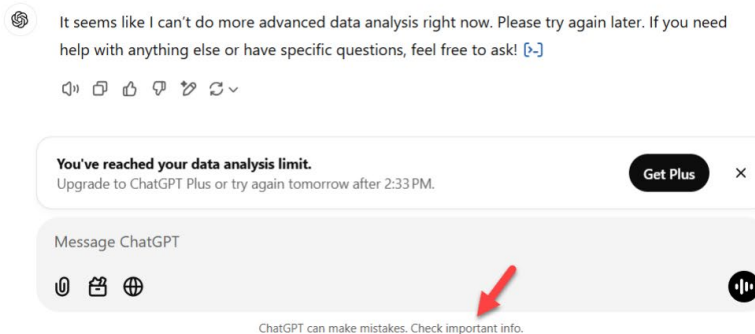 It seems like I can't do more advanced data analysis right now. Please try again later. If you need
help with anything else or have specific questions, feel free to ask! [>-]
You've reached your data analysis limit.
Upgrade to ChatGPT Plus or try again tomorrow after 2:33 PM.
Get Plus
Message ChatGPT
ChatGPT can make mistakes. Check important info.